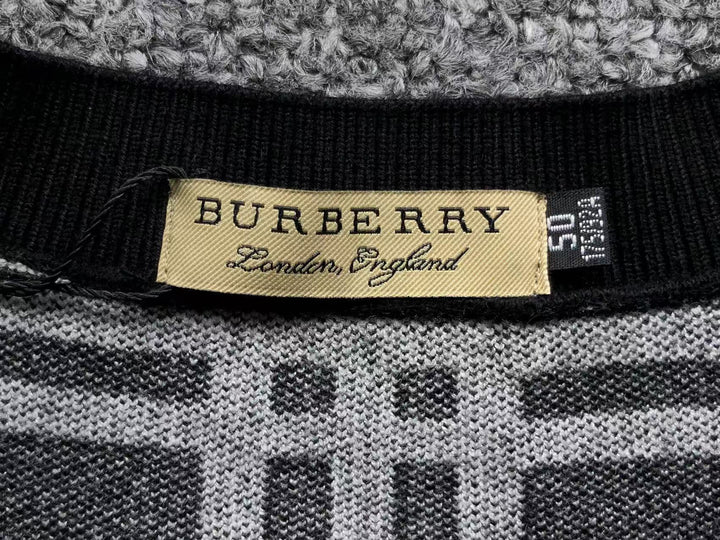 BURBERRY
London, England
50
175/92A